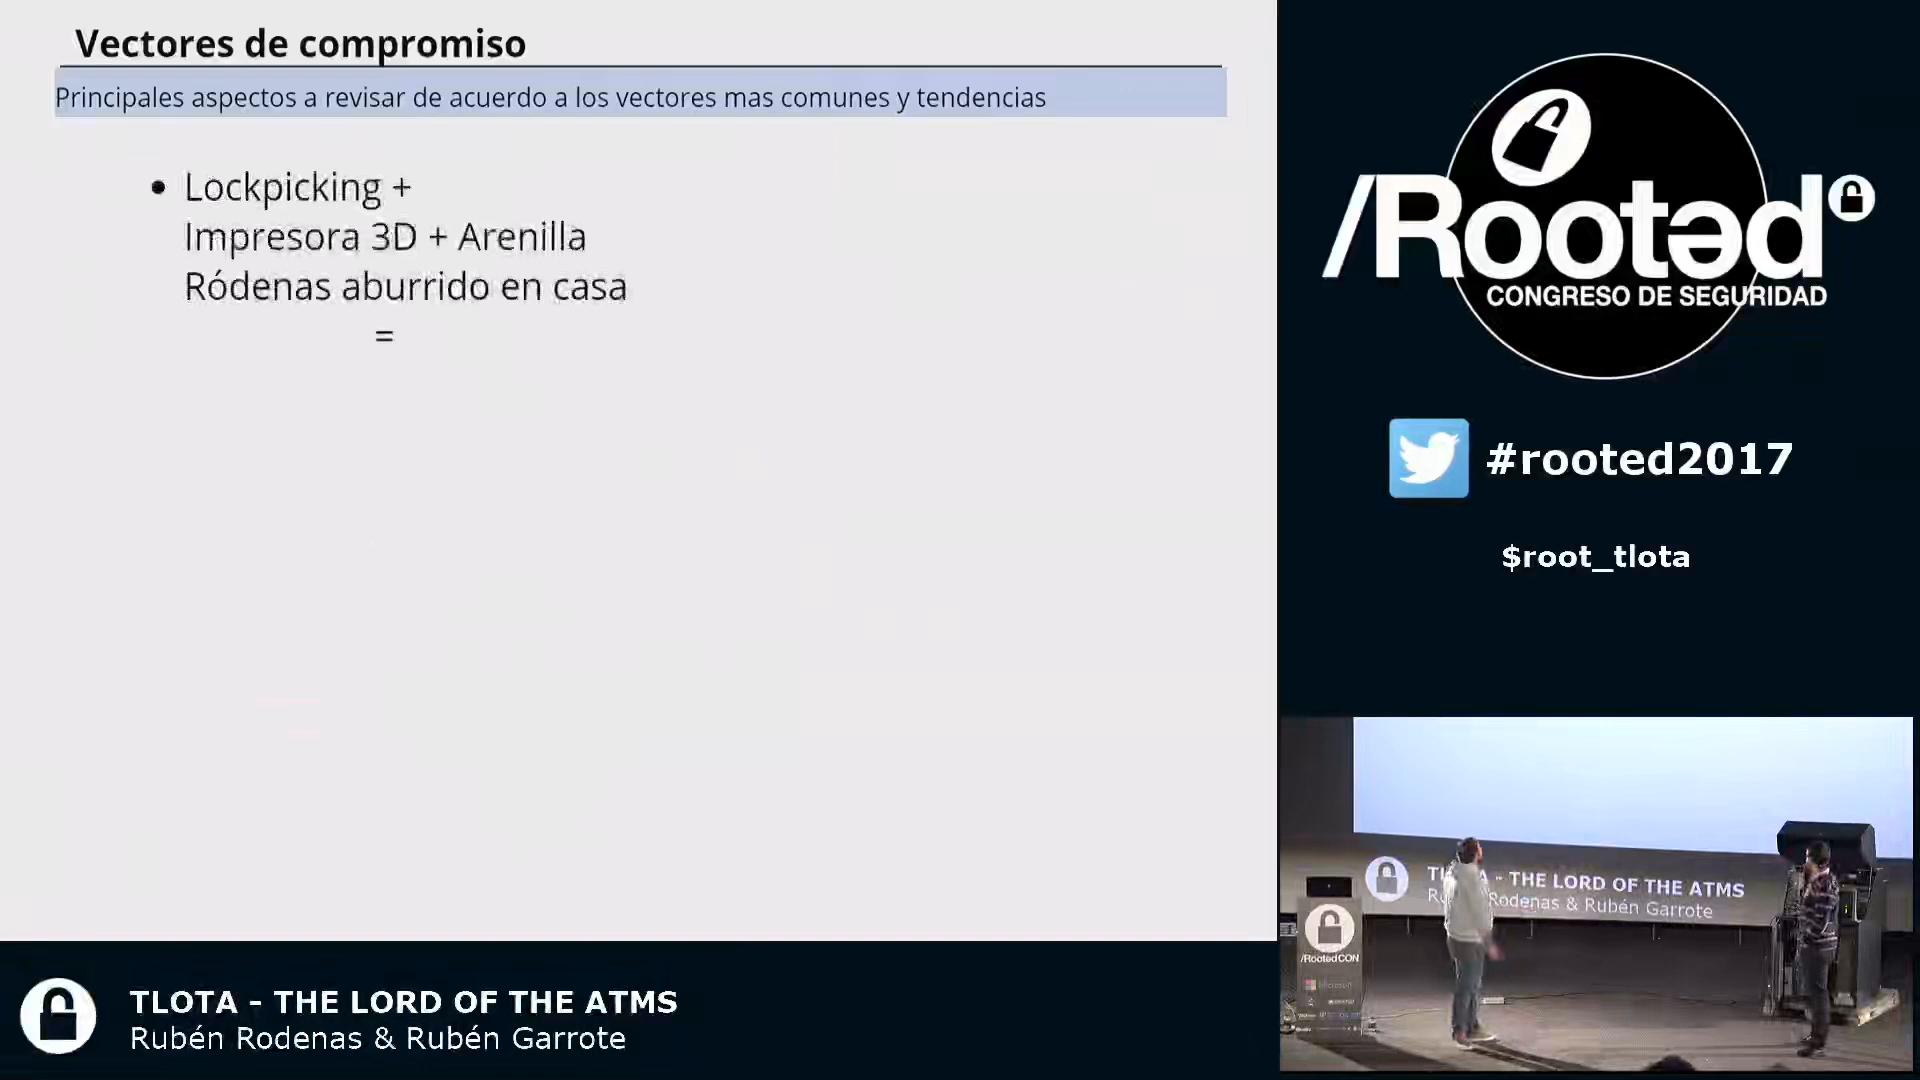 Vectores de compromiso
Principales aspectos a revisar de acuerdo a los vectores mas comunes y tendencias
Lockpicking +
Impresora 3D + Arenilla
Ródenas aburrido en casa
=
/Rooted
CONGRESO DE SEGURIDAD
#rooted2017
$root_tlota
- THE LORD OF THE ATMS
Rodenas & Rubén Garrote
/RootedCON
Microsoft
TLOTA - THE LORD OF THE ATMS
Rubén Rodenas & Rubén Garrote